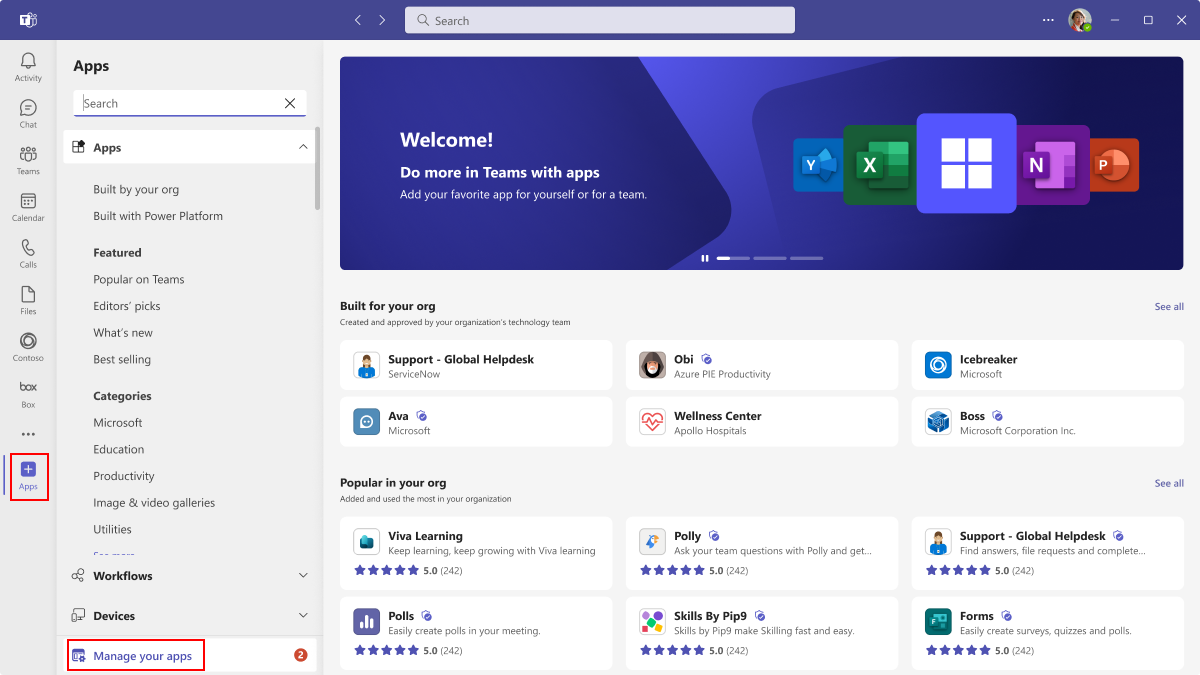 Search
Activity
Chat
Teams
Calendar
Calls
Files
Contoso
box
Box
Apps
Apps
Search
Apps
Built by your org
Built with Power Platform
Featured
Popular on Teams
Editors' picks
What's new
Best selling
Categories
Microsoft
Education
Productivity
Image & video galleries
Utilities
See more
Workflows
Devices
Manage your apps
2
Welcome!
Do more in Teams with apps
Add your favorite app for yourself or for a team.
Y
X
N
P
Built for your org
See all
Created and approved by your organization's technology team
Support - Global Helpdesk
ServiceNow
Obi
Azure PIE Productivity
Icebreaker
Microsoft
Ava
Microsoft
Wellness Center
Apollo Hospitals
Boss
Microsoft Corporation Inc.
Popular in your org
See all
Added and used the most in your organization
Viva Learning
Keep learning, keep growing with Viva learning
5.0 (242)
Polly
Ask your team questions with Polly and get...
5.0 (242)
Support - Global Helpdesk
Find answers, file requests and complete...
5.0 (242)
Polls
Easily create polls in your meeting.
5.0 (242)
Skills By Pip9
Skills by Pip9 make Skilling fast and easy.
5.0 (242)
F
Forms
Easily create surveys, quizzes and polls.
5.0 (242)